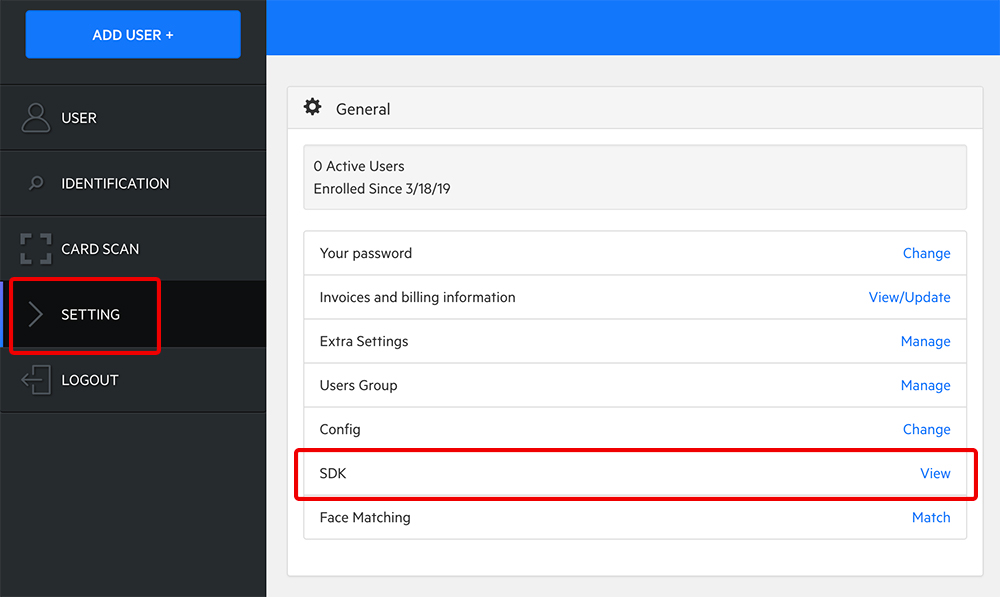 ADD USER +
USER
IDENTIFICATION
CARD SCAN
SETTING
LOGOUT
General
0 Active Users
Enrolled Since 3/18/19
Your password Change
Invoices and billing information View/Update
Extra Settings Manage
Users Group Manage
Config Change
SDK View
Face Matching Match